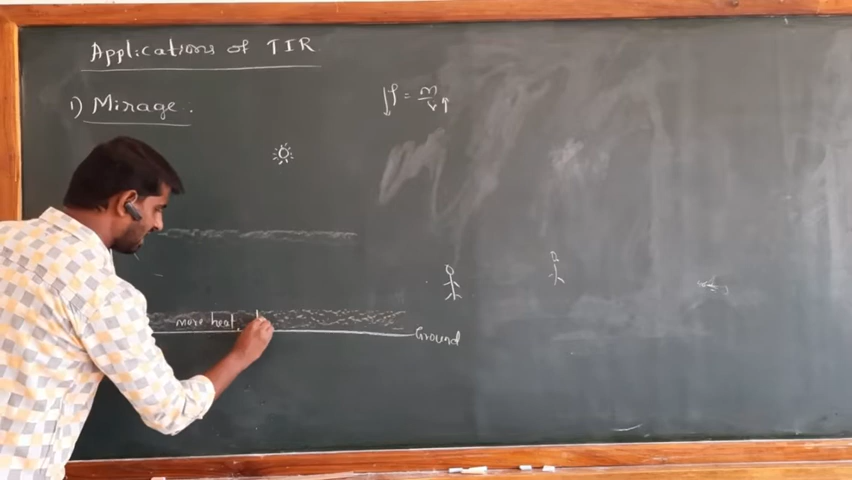 Applications of TIR
1) Mirage.
ρ = m/v
more heat,
Ground